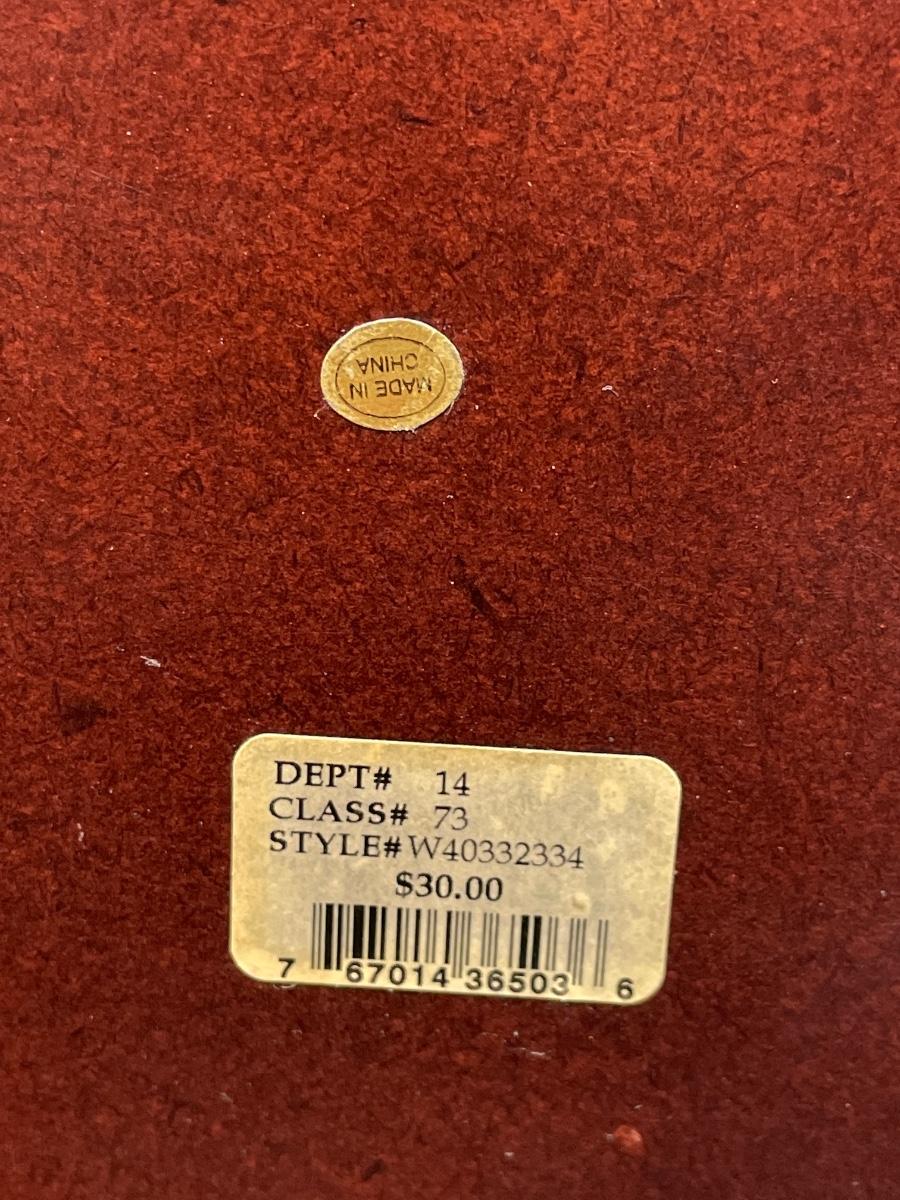 MADE IN
CHINA
DEPT# 14
CLASS# 73
STYLE# W40332334
$30.00
7 67014 36503 6